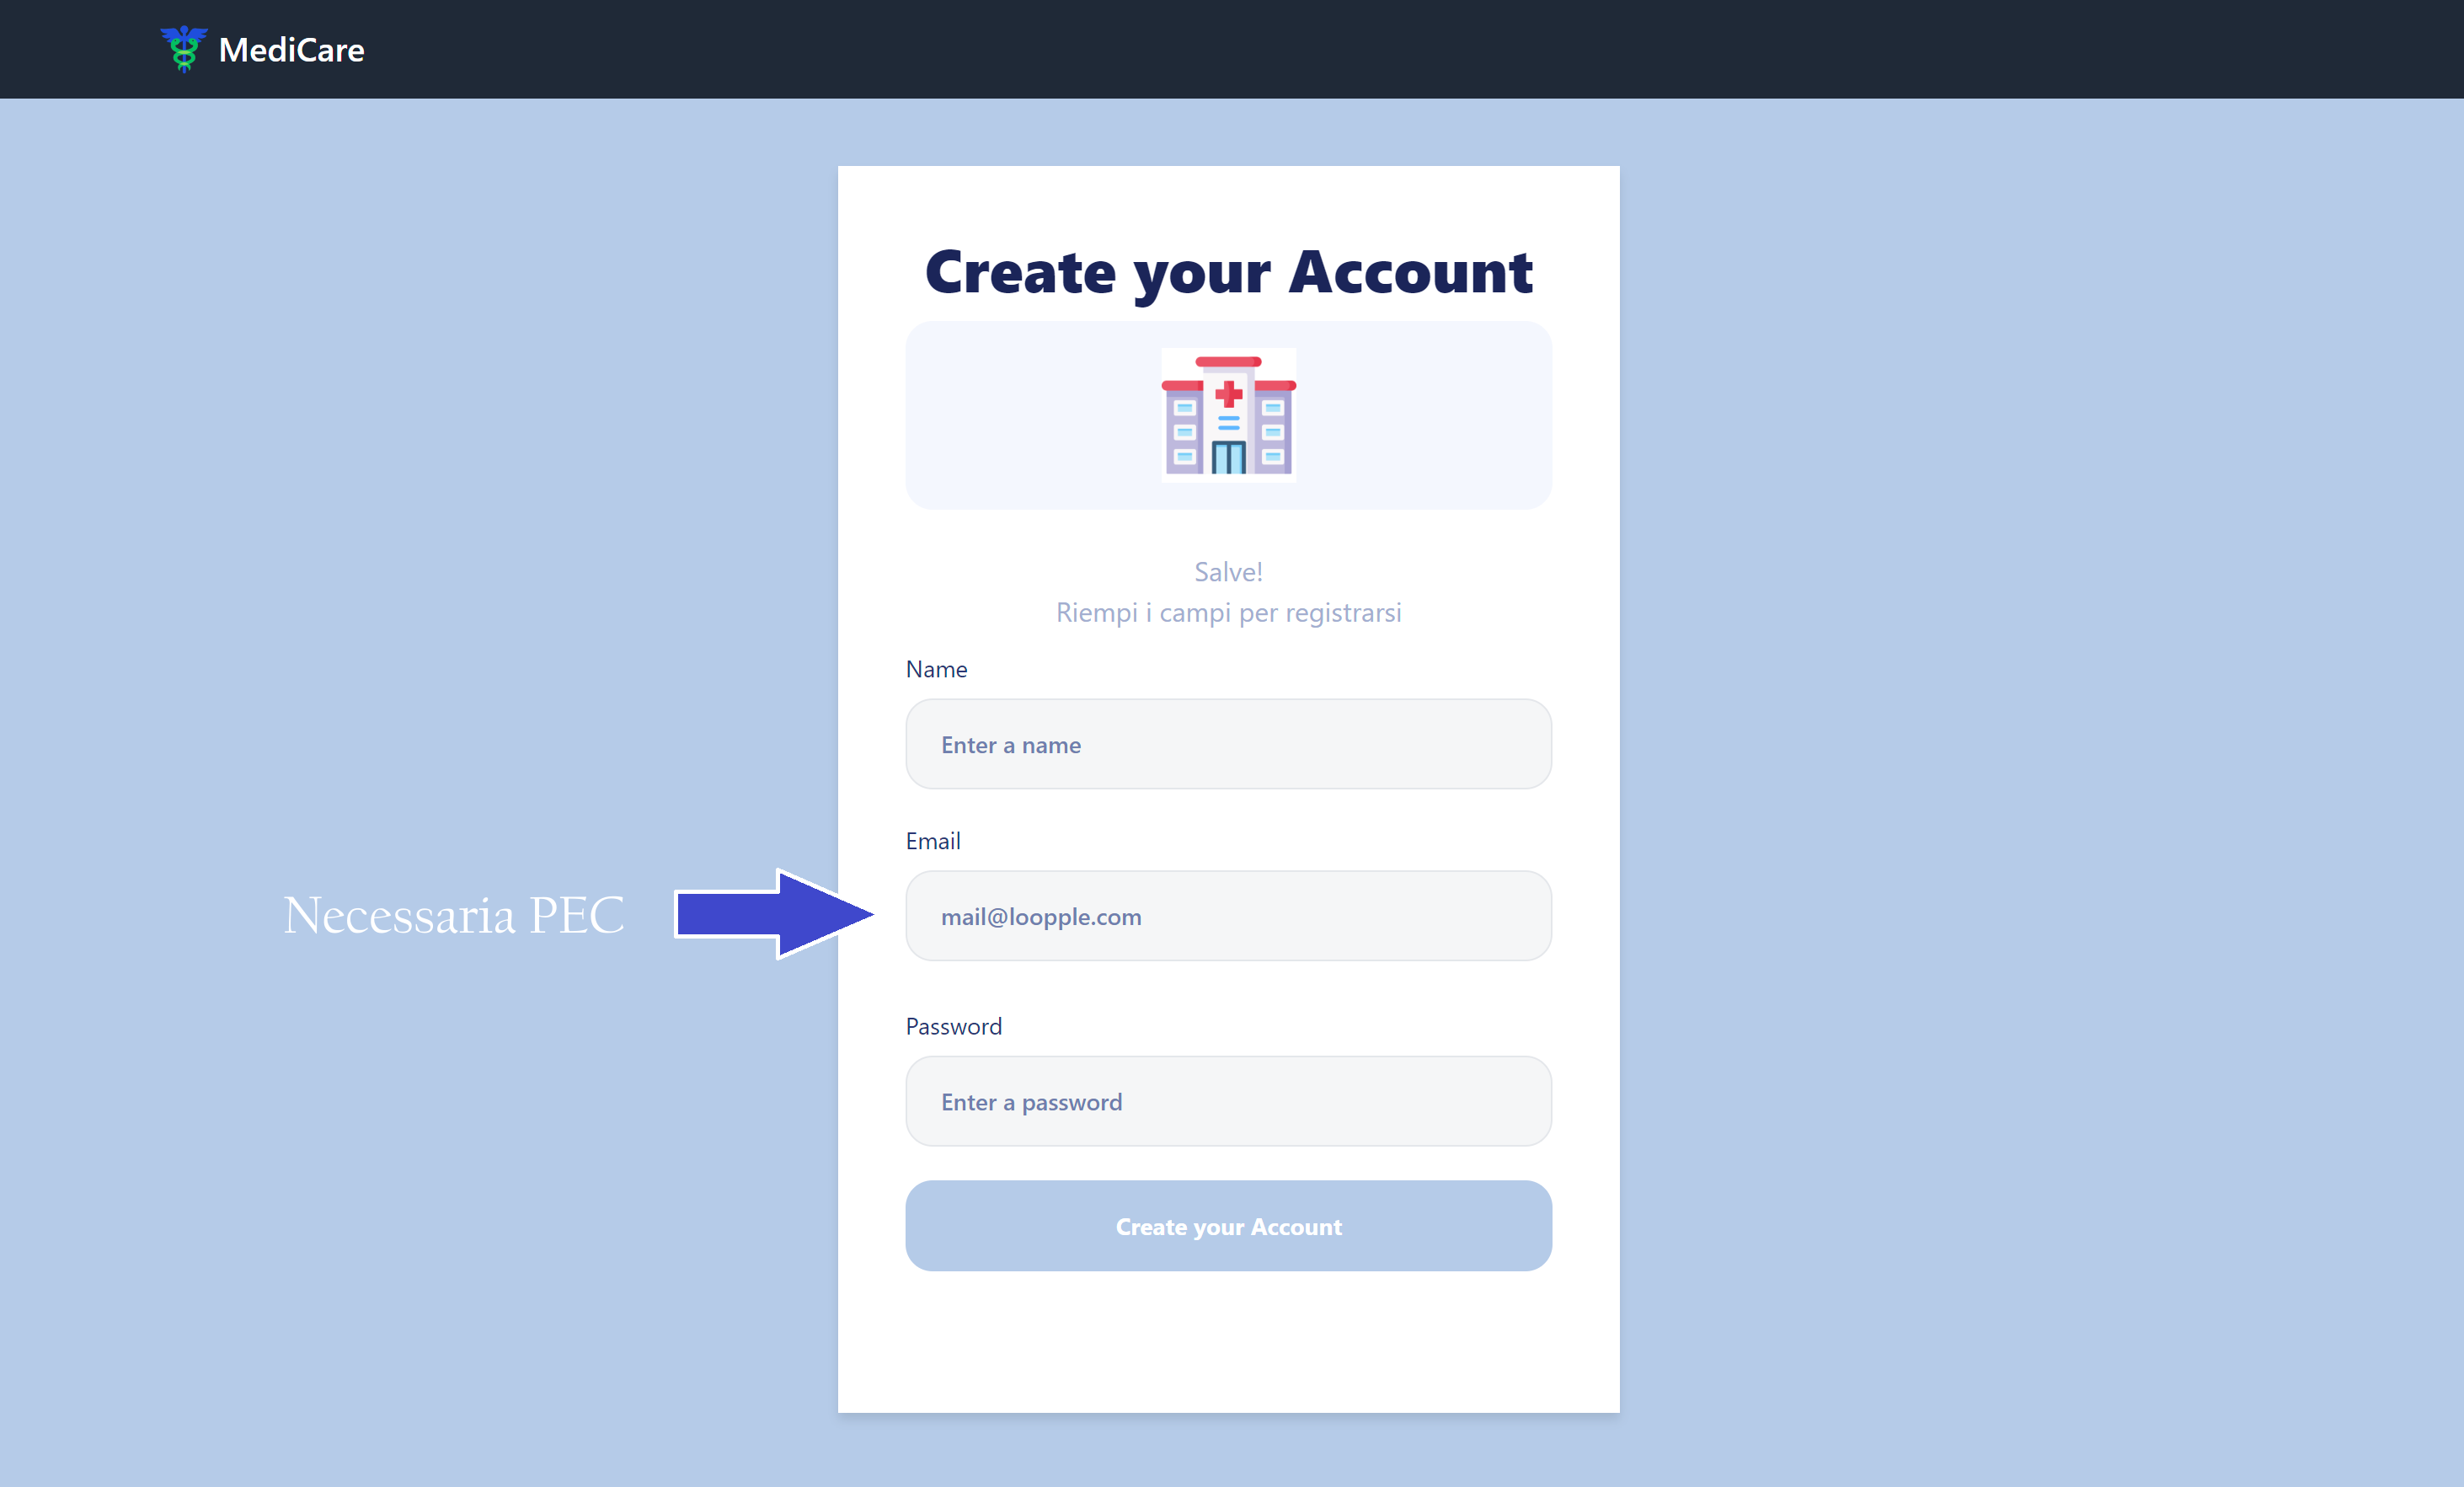 MediCare
Create your Account
Salve!
Riempi i campi per registrarsi
Name
Enter a name
Email
Necessaria PEC
mail@loopple.com
Password
Enter a password
Create your Account